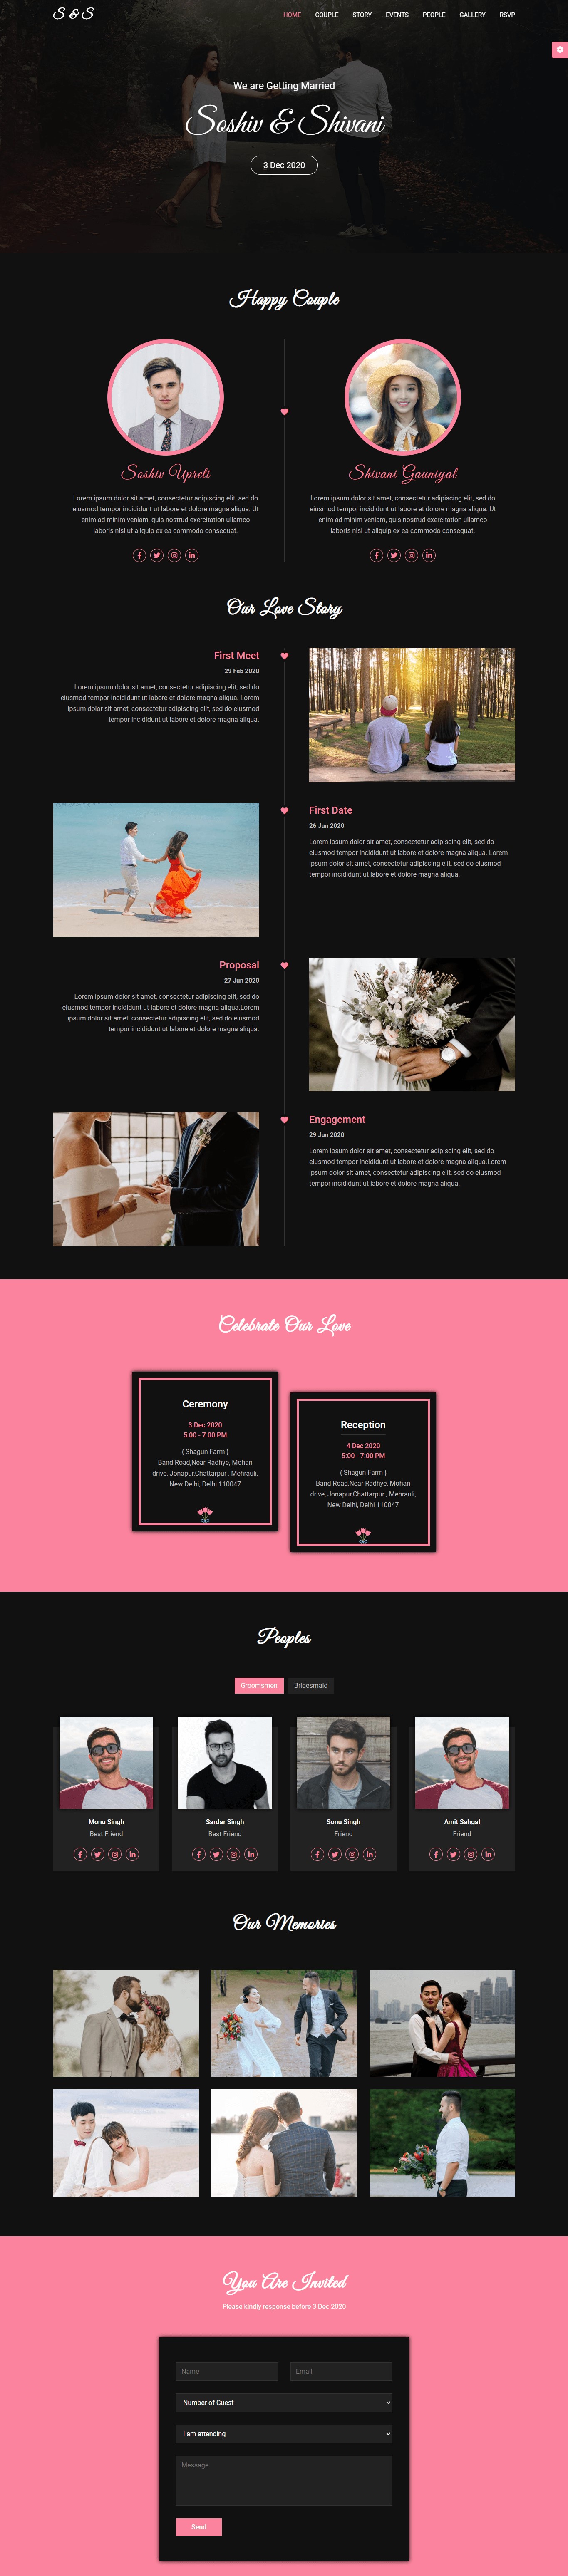 S & S
HOME COUPLE STORY EVENTS PEOPLE GALLERY RSVP
We are Getting Married
Soshiv & Shivani
3 Dec 2020
Happy Couple
Soshiv Upreti
Lorem ipsum dolor sit amet, consectetur adipiscing elit, sed do
eiusmod tempor incididunt ut labore et dolore magna aliqua. Ut
enim ad minim veniam, quis nostrud exercitation ullamco
laboris nisi ut aliquip ex ea commodo consequat.
Shivani Gauniyal
Lorem ipsum dolor sit amet, consectetur adipiscing elit, sed do
eiusmod tempor incididunt ut labore et dolore magna aliqua. Ut
enim ad minim veniam, quis nostrud exercitation ullamco
laboris nisi ut aliquip ex ea commodo consequat.
Our Love Story
First Meet
29 Feb 2020
Lorem ipsum dolor sit amet, consectetur adipiscing elit, sed do
eiusmod tempor incididunt ut labore et dolore magna aliqua. Lorem
ipsum dolor sit amet, consectetur adipiscing elit, sed do eiusmod
tempor incididunt ut labore et dolore magna aliqua.
First Date
26 Jun 2020
Lorem ipsum dolor sit amet, consectetur adipiscing elit, sed do
eiusmod tempor incididunt ut labore et dolore magna aliqua. Lorem
ipsum dolor sit amet, consectetur adipiscing elit, sed do eiusmod
tempor incididunt ut labore et dolore magna aliqua.
Proposal
27 Jun 2020
Lorem ipsum dolor sit amet, consectetur adipiscing elit, sed do
eiusmod tempor incididunt ut labore et dolore magna aliqua.Lorem
ipsum dolor sit amet, consectetur adipiscing elit, sed do eiusmod
tempor incididunt ut labore et dolore magna aliqua.
Engagement
29 Jun 2020
Lorem ipsum dolor sit amet, consectetur adipiscing elit, sed do
eiusmod tempor incididunt ut labore et dolore magna aliqua.Lorem
ipsum dolor sit amet, consectetur adipiscing elit, sed do eiusmod
tempor incididunt ut labore et dolore magna aliqua.
Celebrate Our Love
Ceremony
3 Dec 2020
5:00 - 7:00 PM
( Shagun Farm )
Band Road,Near Radhye, Mohan
drive, Jonapur,Chattarpur , Mehrauli,
New Delhi, Delhi 110047
Reception
4 Dec 2020
5:00 - 7:00 PM
( Shagun Farm )
Band Road,Near Radhye, Mohan
drive, Jonapur,Chattarpur , Mehrauli,
New Delhi, Delhi 110047
Peoples
Groomsmen Bridesmaid
Monu Singh
Best Friend
Sardar Singh
Best Friend
Sonu Singh
Friend
Amit Sahgal
Friend
Our Memories
You Are Invited
Please kindly response before 3 Dec 2020
Name Email
Number of Guest
I am attending
Message
Send